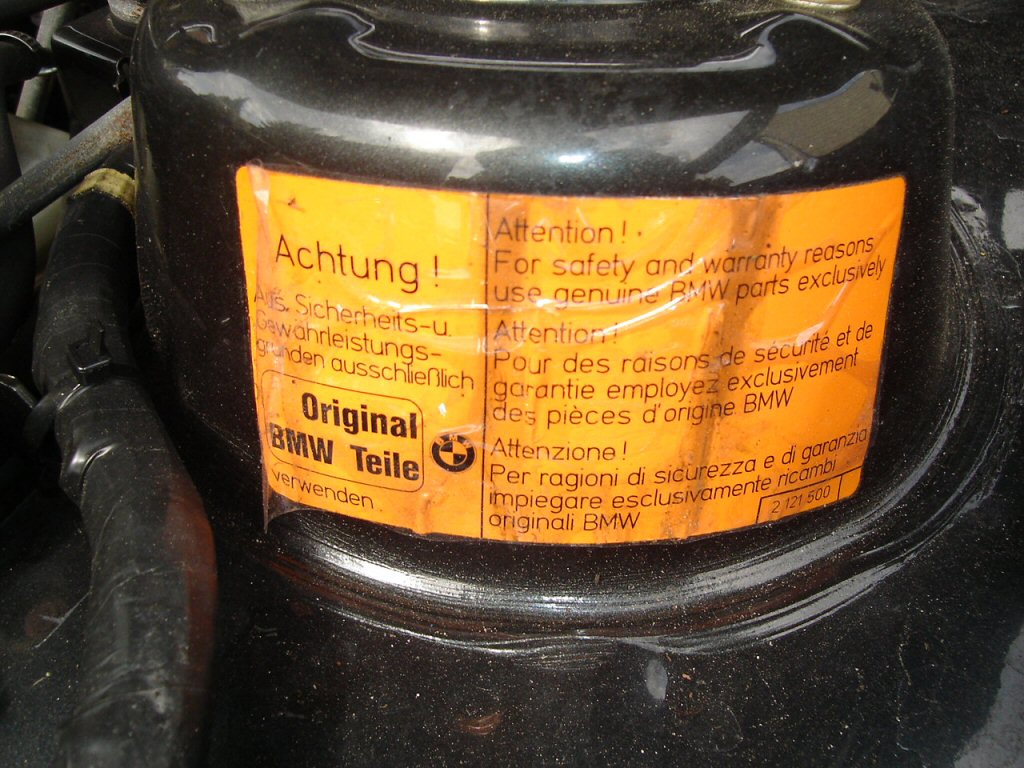 Achtung !
Aus Sicherheits-u.
Gewährleistungs-
gründen ausschließlich
Original
BMW Teile
verwenden
Attention !
For safety and warranty reasons
use genuine BMW parts exclusively
Attention !
Pour des raisons de sécurité et de
garantie employez exclusivement
des pièces d'origine BMW
Attenzione !
Per ragioni di sicurezza e di garanzia
impiegare esclusivamente ricambi
originali BMW
2 121 500